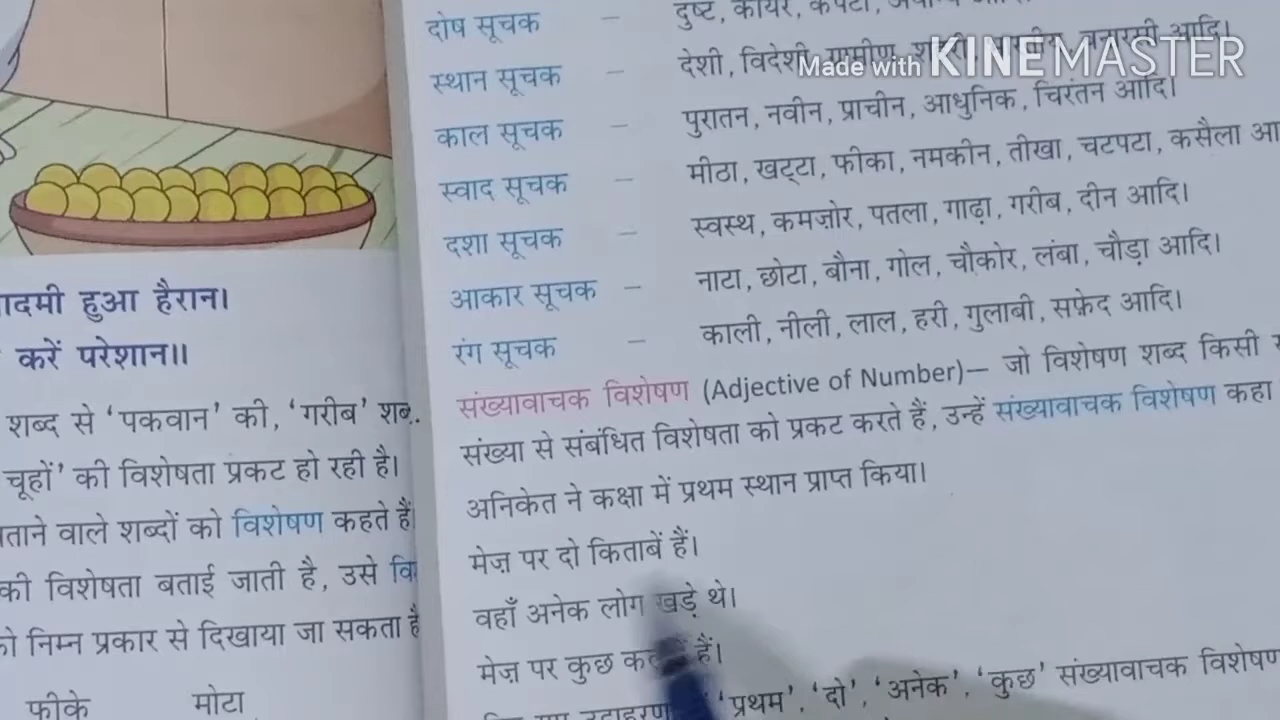 आदमी हुआ हैरान।
करें परेशान॥
शब्द से 'पकवान' की, 'गरीब'
चूहों' की विशेषता प्रकट हो रही है।
बताने वाले शब्दों को विशेषण कहते हैं
की विशेषता बताई जाती है, उसे
को निम्न प्रकार से दिखाया जा सकता है
फीके मोटा
दोष सूचक – दुष्ट, कायर, कपटी,
स्थान सूचक – देशी, विदेशी, ग्रामीण, आदि।
काल सूचक – पुरातन, नवीन, प्राचीन, आधुनिक, चिरंतन आदि।
स्वाद सूचक – मीठा, खट्टा, फीका, नमकीन, तीखा, चटपटा, कसैला
दशा सूचक – स्वस्थ, कमज़ोर, पतला, गाढ़ा, गरीब, दीन आदि।
आकार सूचक – नाटा, छोटा, बौना, गोल, चौकोर, लंबा, चौड़ा आदि।
रंग सूचक – काली, नीली, लाल, हरी, गुलाबी, सफ़ेद आदि।
संख्यावाचक विशेषण (Adjective of Number)— जो विशेषण शब्द किसी
संख्या से संबंधित विशेषता को प्रकट करते हैं, उन्हें संख्यावाचक विशेषण कहा
अनिकेत ने कक्षा में प्रथम स्थान प्राप्त किया।
मेज़ पर दो किताबें हैं।
वहाँ अनेक लोग खड़े थे।
मेज़ पर कुछ हैं।
'प्रथम', 'दो', 'अनेक', 'कुछ' संख्यावाचक विशेषण
Made with KINEMASTER